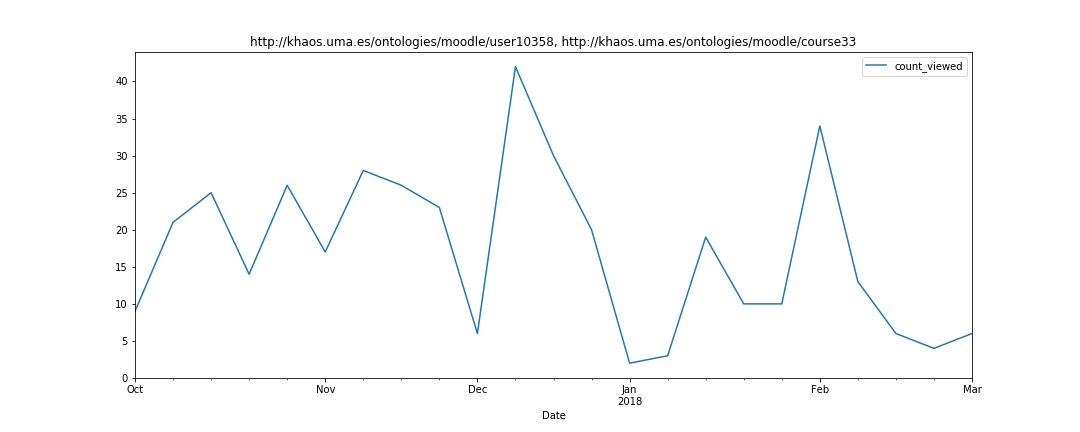 http://khaos.uma.es/ontologies/moodle/user10358, http://khaos.uma.es/ontologies/moodle/course33
count_viewed
40
35
30
25
20
15
10
5
0
Oct Nov Dec Jan Feb Mar
2018
Date